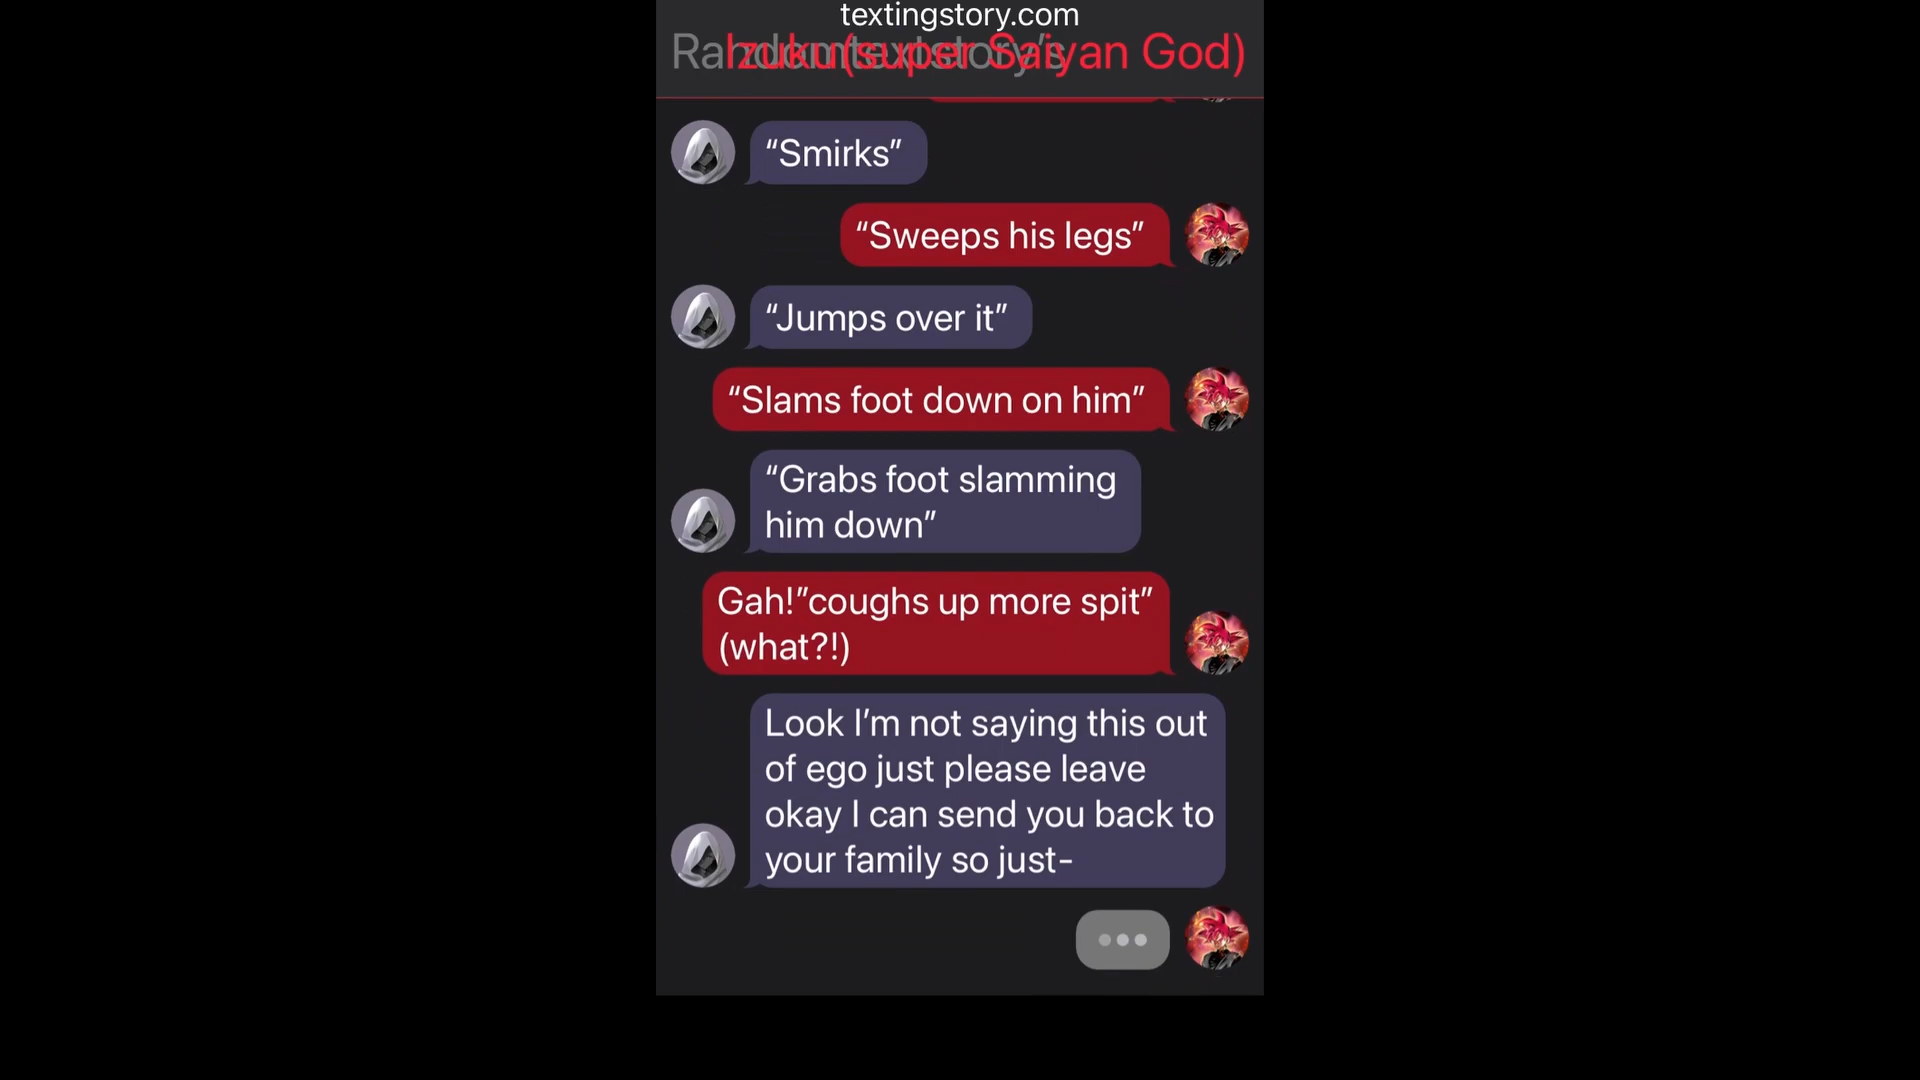 textingstory.com
Randomtextstory's
Izuku(super Saiyan God)
“Smirks”
“Sweeps his legs”
“Jumps over it”
“Slams foot down on him”
“Grabs foot slamming
him down”
Gah!”coughs up more spit”
(what?!)
Look I’m not saying this out
of ego just please leave
okay I can send you back to
your family so just-